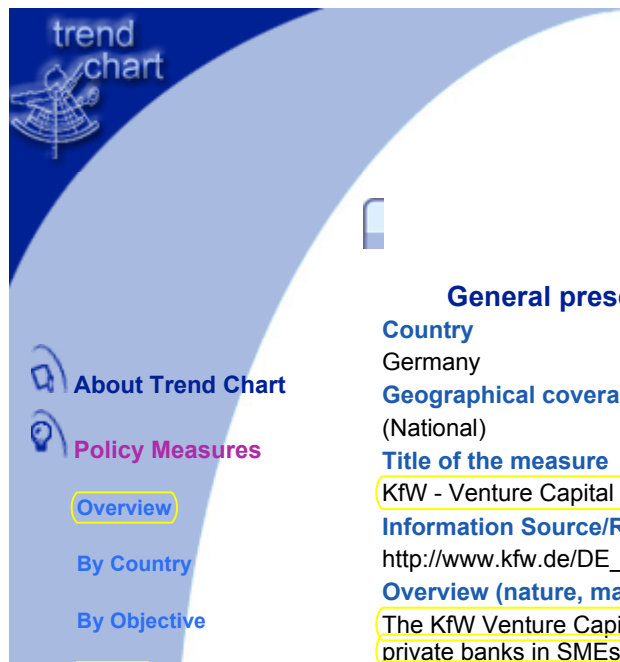 trend
chart
About Trend Chart
Policy Measures
Overview
By Country
By Objective
General pres
Country
Germany
Geographical covera
(National)
Title of the measure
KfW - Venture Capital
Information Source/R
http://www.kfw.de/DE_
Overview (nature, ma
The KfW Venture Capi
private banks in SMEs